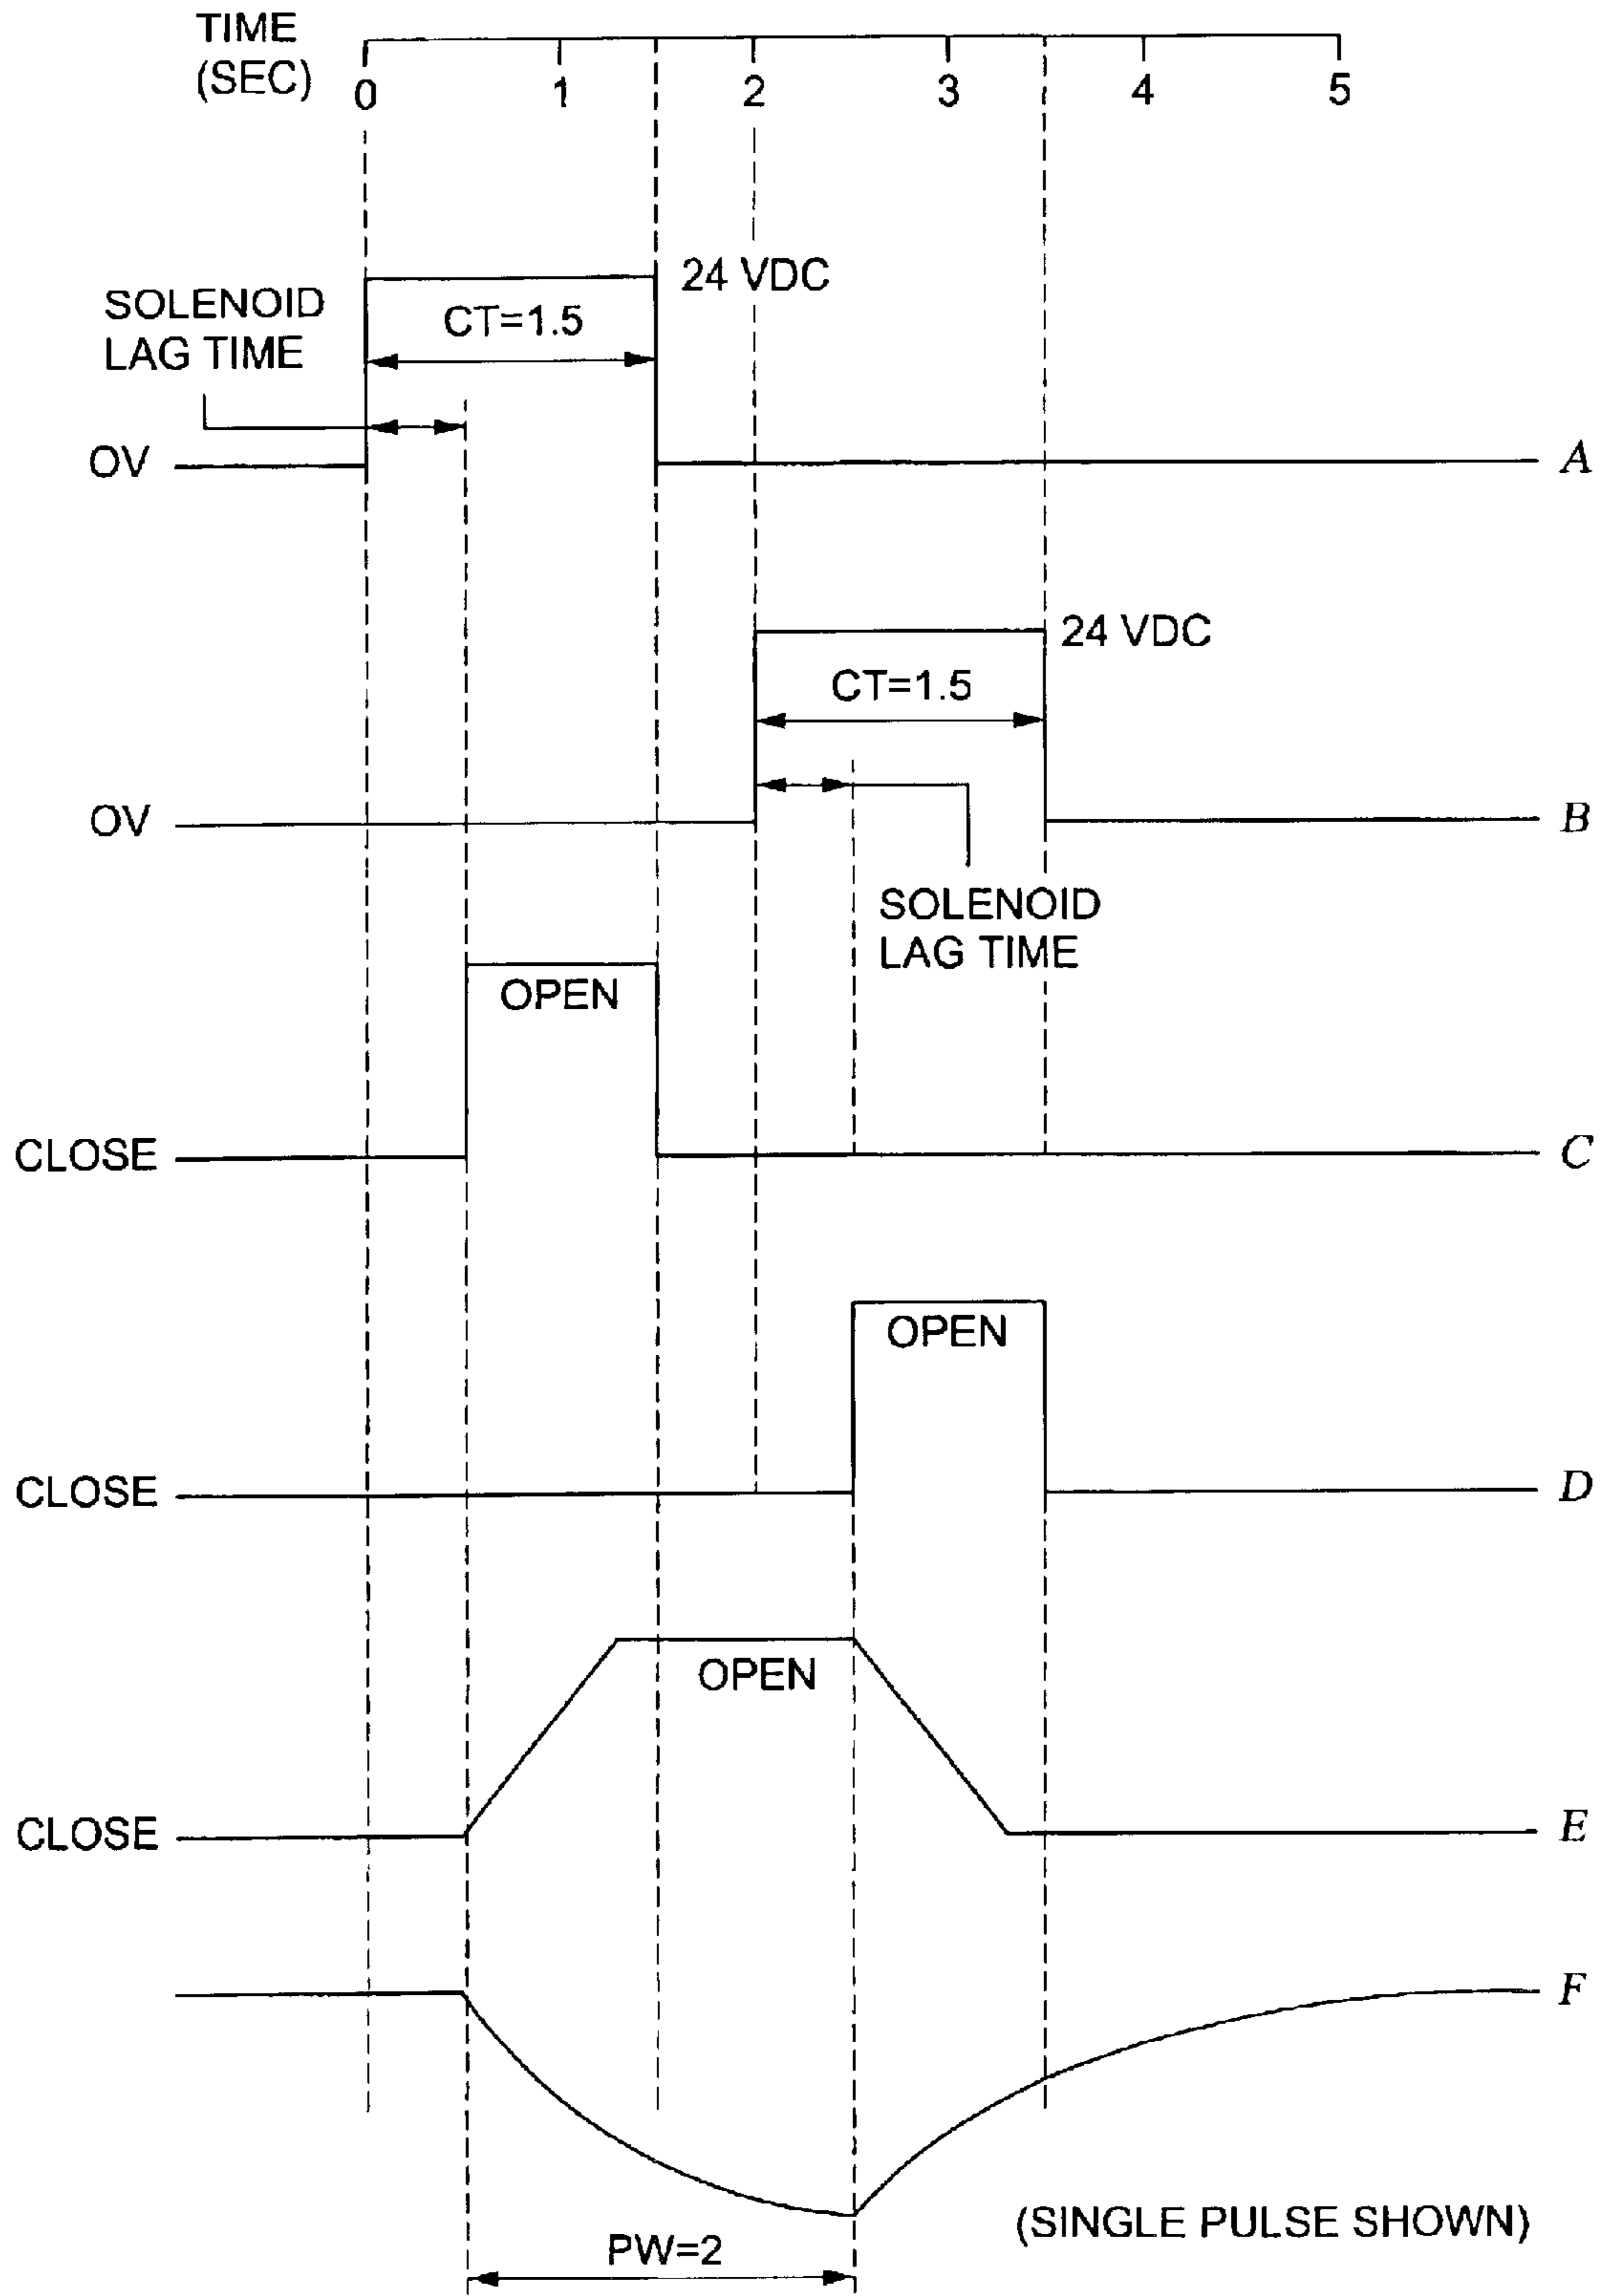 TIME
(SEC)
0 1 2 3 4 5
24 VDC
SOLENOID
LAG TIME
CT=1.5
OV
A
24 VDC
CT=1.5
OV
B
SOLENOID
LAG TIME
OPEN
CLOSE
C
OPEN
CLOSE
D
OPEN
CLOSE
E
F
(SINGLE PULSE SHOWN)
PW=2